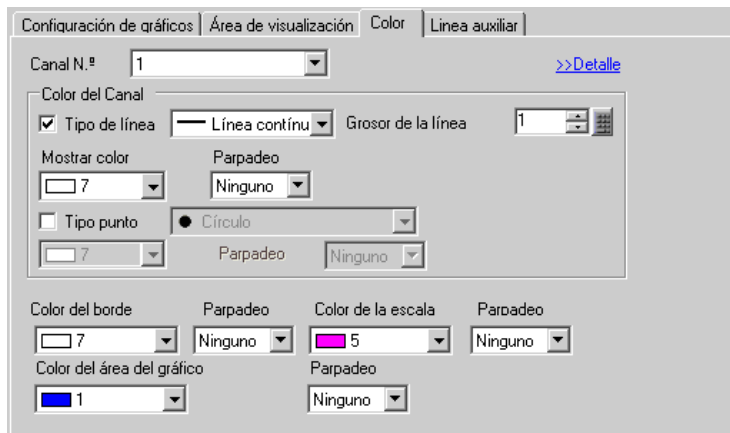 Configuración de gráficos Área de visualización Color Linea auxiliar
Canal N.º 1 >>Detalle
Color del Canal
Tipo de línea Línea contínu Grosor de la línea 1
Mostrar color Parpadeo
7 Ninguno
Tipo punto Círculo
7 Parpadeo Ninguno
Color del borde Parpadeo Color de la escala Parpadeo
7 Ninguno 5 Ninguno
Color del área del gráfico Parpadeo
1 Ninguno